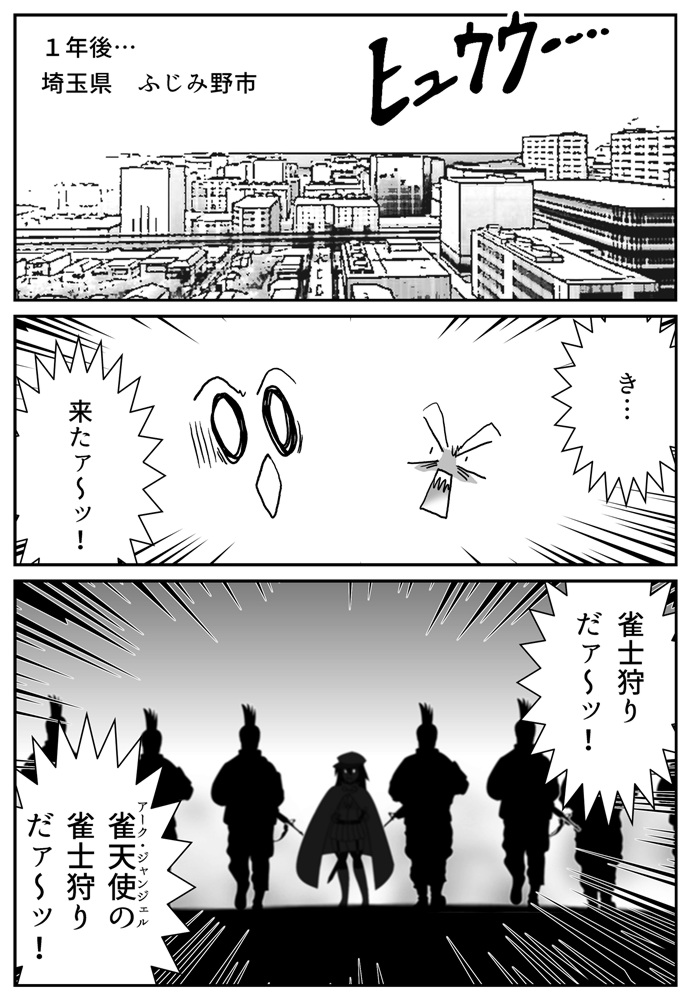 １年後…
埼玉県　ふじみ野市
ヒュウウ…‥
き…
来たァ〜ッ！
雀士狩り
だァ〜ッ！
アーク・ジャンジェル
雀天使の
雀士狩り
だァ〜ッ！